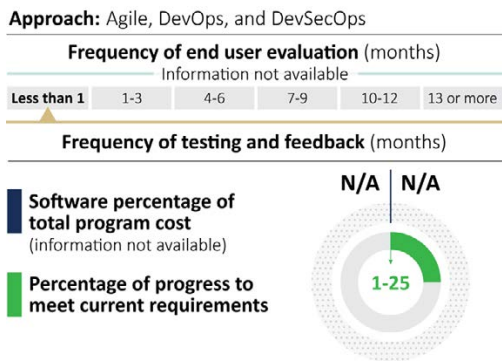 Approach: Agile, DevOps, and DevSecOps
Frequency of end user evaluation (months)
Information not available
Less than 1 1-3 4-6 7-9 10-12 13 or more
Frequency of testing and feedback (months)
N/A N/A
Software percentage of
total program cost
(information not available)
Percentage of progress to
meet current requirements
1-25